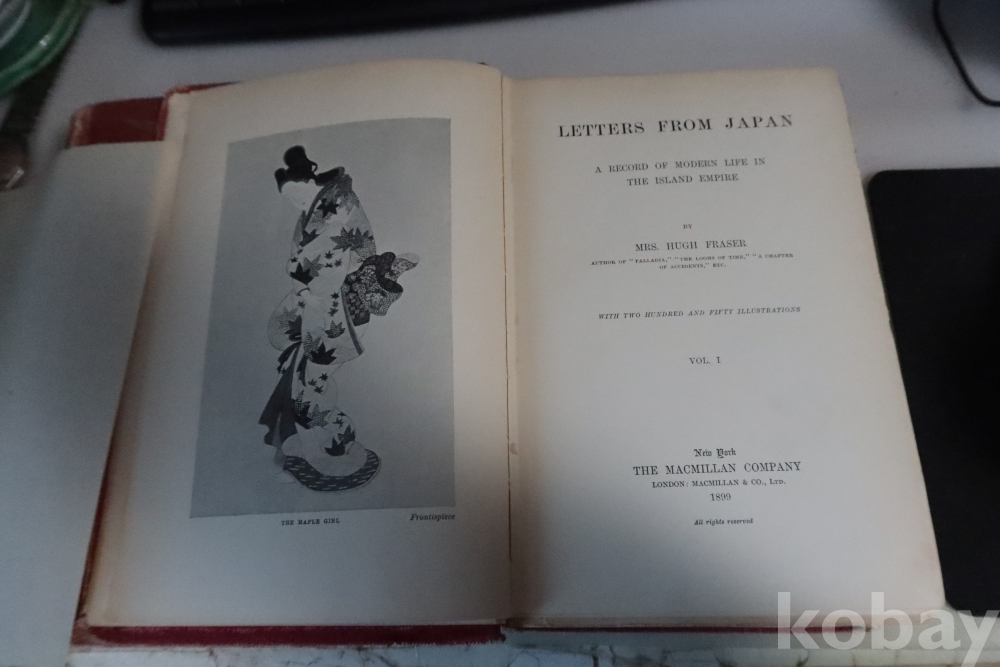 THE MAPLE GIRL
Frontispiece
LETTERS FROM JAPAN
A RECORD OF MODERN LIFE IN
THE ISLAND EMPIRE
BY
MRS. HUGH FRASER
AUTHOR OF "PALLADIA," "THE LOOMS OF TIME," "A CHAPTER
OF ACCIDENTS," ETC.
WITH TWO HUNDRED AND FIFTY ILLUSTRATIONS
VOL. I
New York
THE MACMILLAN COMPANY
LONDON: MACMILLAN & CO., LTD.
1899
All rights reserved
kobay